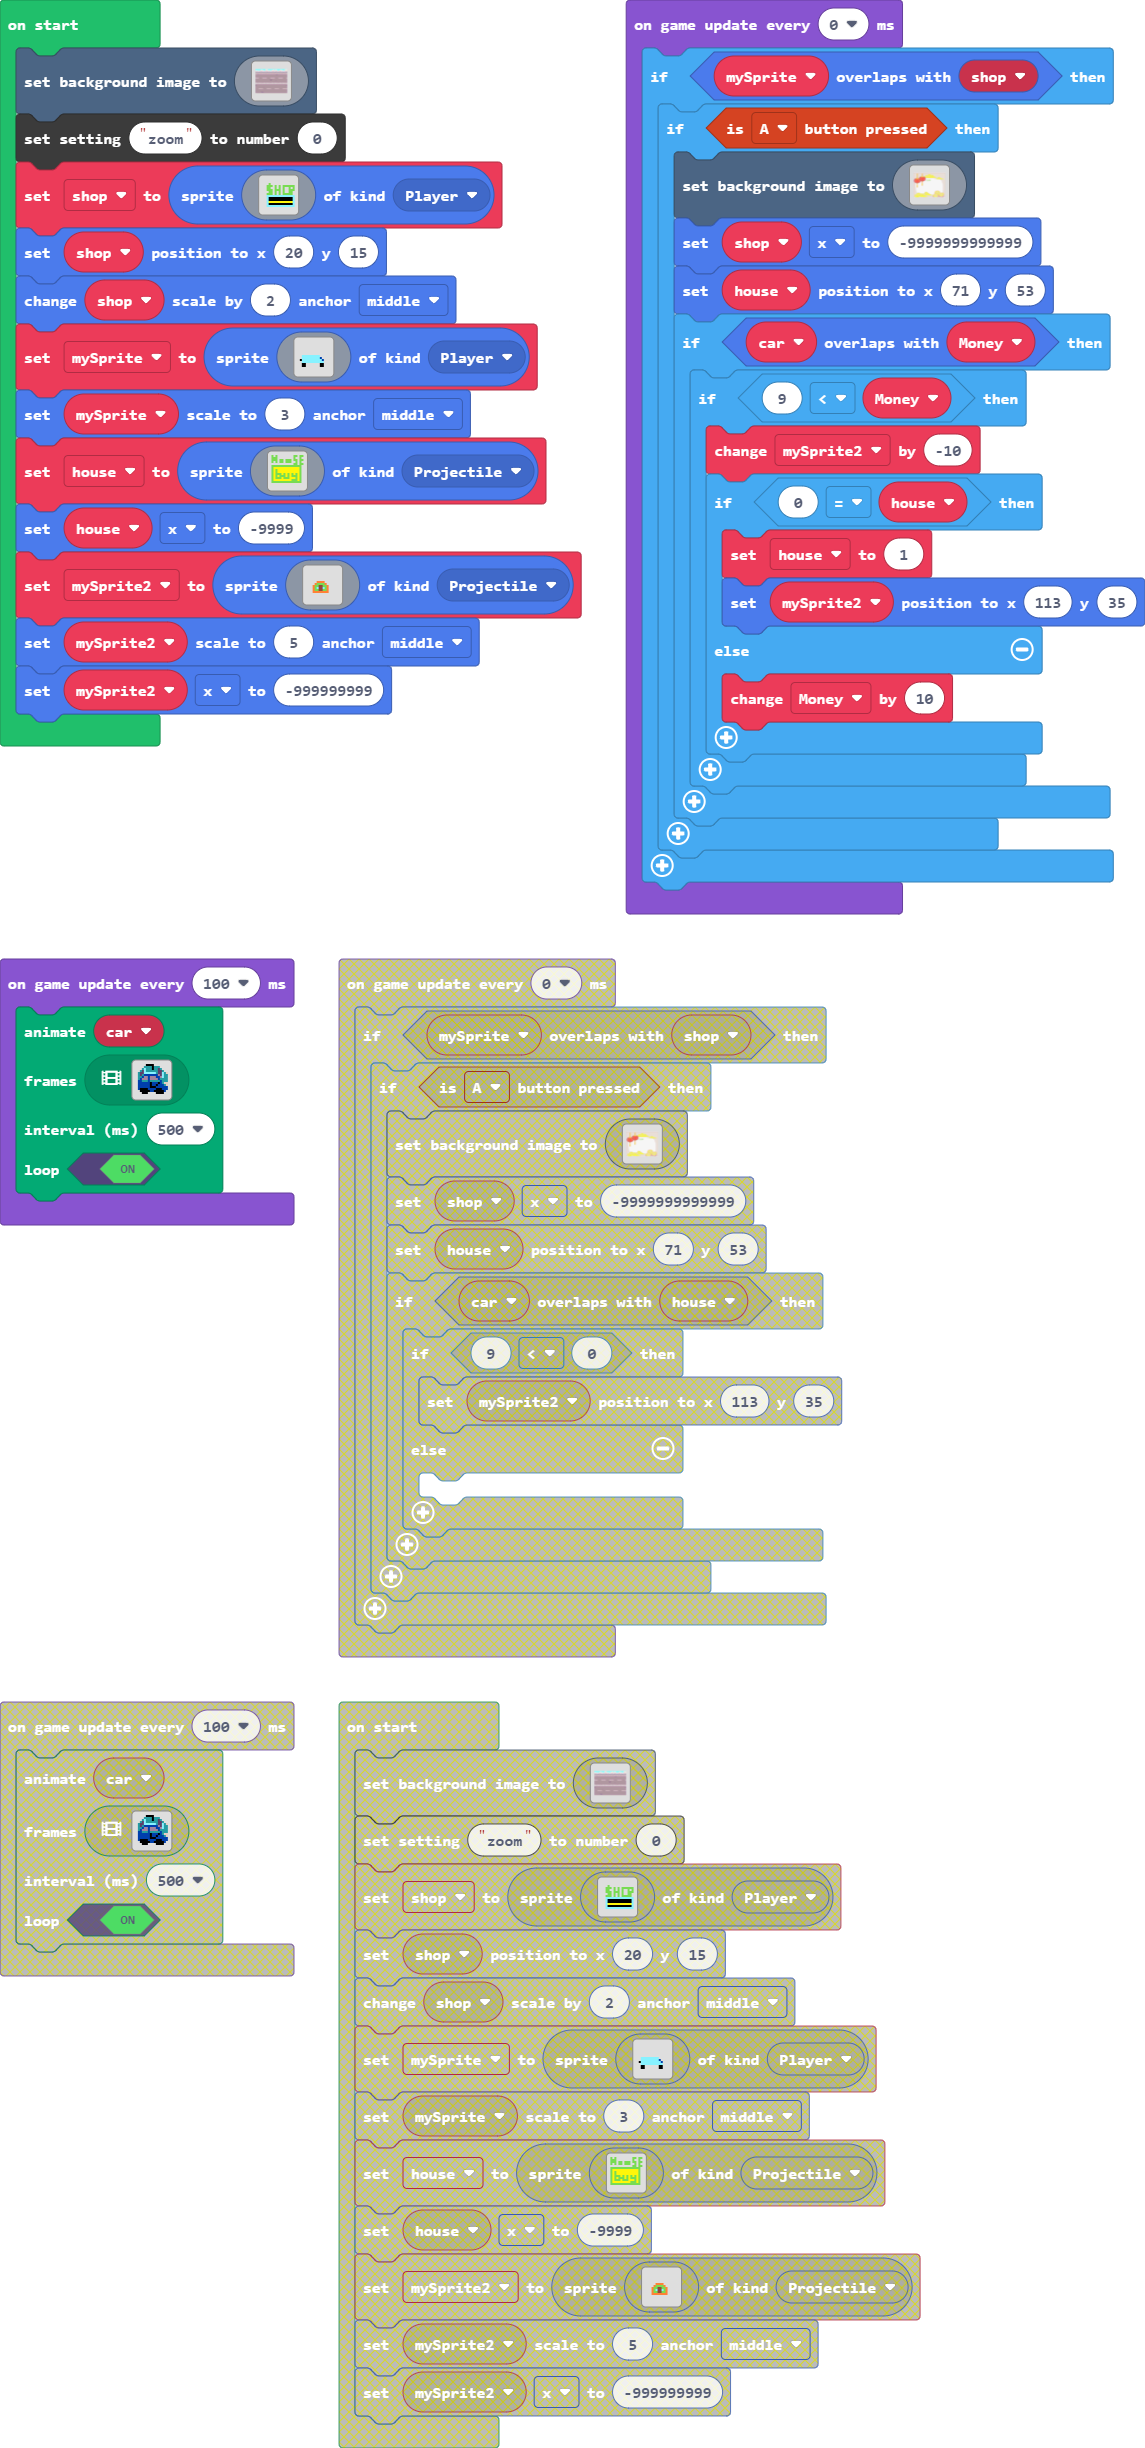 on start
set background image to
set setting "zoom" to number 0
set shop to sprite SHOP of kind Player
set shop position to x 20 y 15
change shop scale by 2 anchor middle
set mySprite to sprite of kind Player
set mySprite scale to 3 anchor middle
set house to sprite HouSE buy of kind Projectile
set house x to -9999
set mySprite2 to sprite of kind Projectile
set mySprite2 scale to 5 anchor middle
set mySprite2 x to -999999999
on game update every 0 ms
if mySprite overlaps with shop then
if is A button pressed then
set background image to
set shop x to -9999999999999
set house position to x 71 y 53
if car overlaps with Money then
if 9 < Money then
change mySprite2 by -10
if 0 = house then
set house to 1
set mySprite2 position to x 113 y 35
else
change Money by 10
on game update every 100 ms
animate car
frames
interval (ms) 500
loop ON
on game update every 0 ms
if mySprite overlaps with shop then
if is A button pressed then
set background image to
set shop x to -9999999999999
set house position to x 71 y 53
if car overlaps with house then
if 9 < 0 then
set mySprite2 position to x 113 y 35
else
on game update every 100 ms
animate car
frames
interval (ms) 500
loop ON
on start
set background image to
set setting "zoom" to number 0
set shop to sprite SHOP of kind Player
set shop position to x 20 y 15
change shop scale by 2 anchor middle
set mySprite to sprite of kind Player
set mySprite scale to 3 anchor middle
set house to sprite HouSE buy of kind Projectile
set house x to -9999
set mySprite2 to sprite of kind Projectile
set mySprite2 scale to 5 anchor middle
set mySprite2 x to -999999999